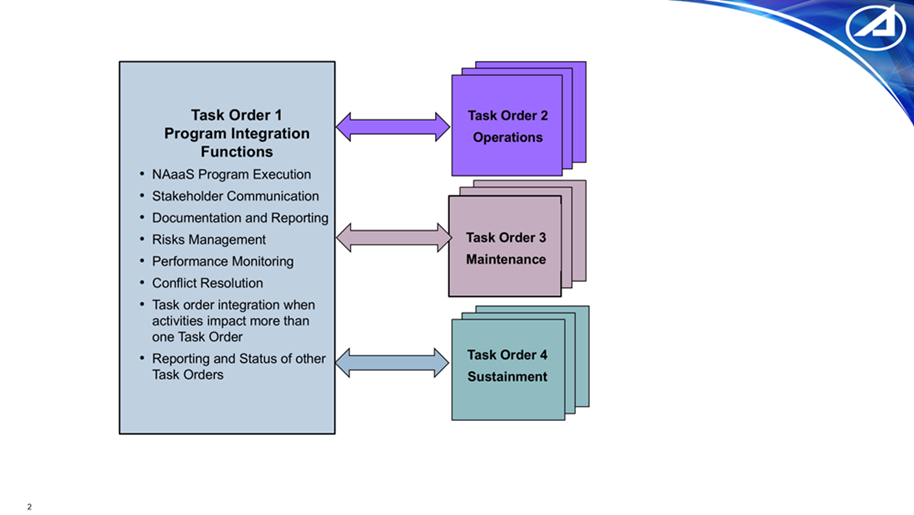 Task Order 1
Program Integration
Functions
• NAaaS Program Execution
• Stakeholder Communication
• Documentation and Reporting
• Risks Management
• Performance Monitoring
• Conflict Resolution
• Task order integration when
activities impact more than
one Task Order
• Reporting and Status of other
Task Orders
Task Order 2
Operations
Task Order 3
Maintenance
Task Order 4
Sustainment
2